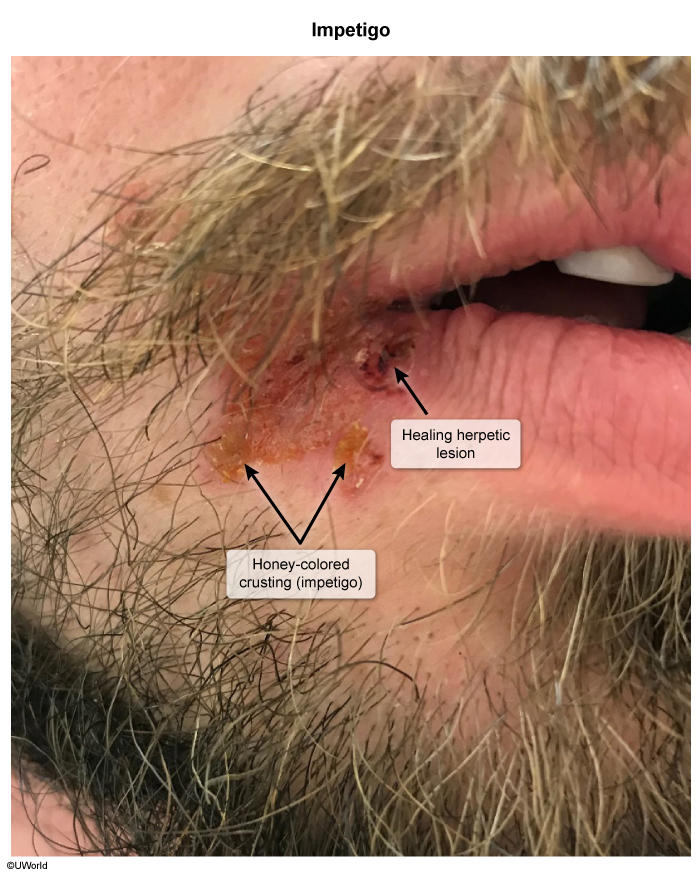 Impetigo
Healing herpetic
lesion
Honey-colored
crusting (impetigo)
©UWorld